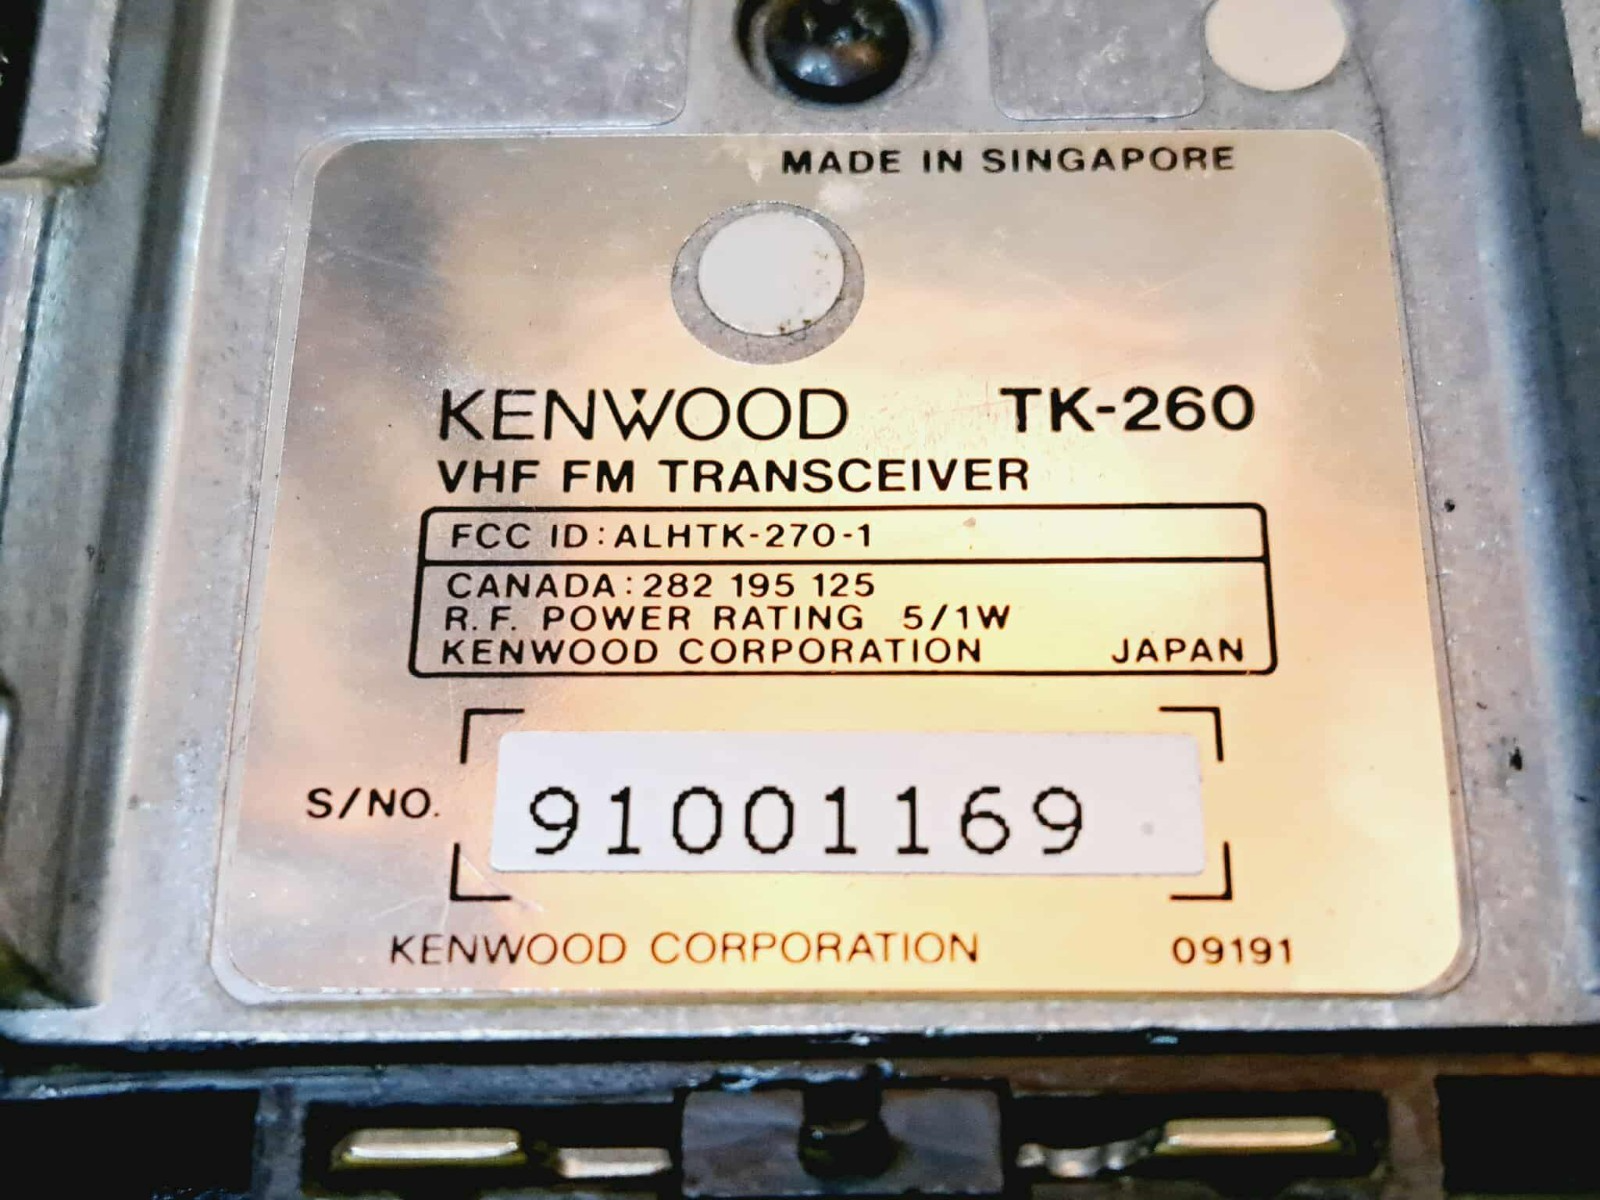 MADE IN SINGAPORE
KENWOOD TK-260
VHF FM TRANSCEIVER
FCC ID:ALHTK-270-1
CANADA:282 195 125
R.F. POWER RATING 5/1W
KENWOOD CORPORATION JAPAN
S/NO. 91001169
KENWOOD CORPORATION 09191